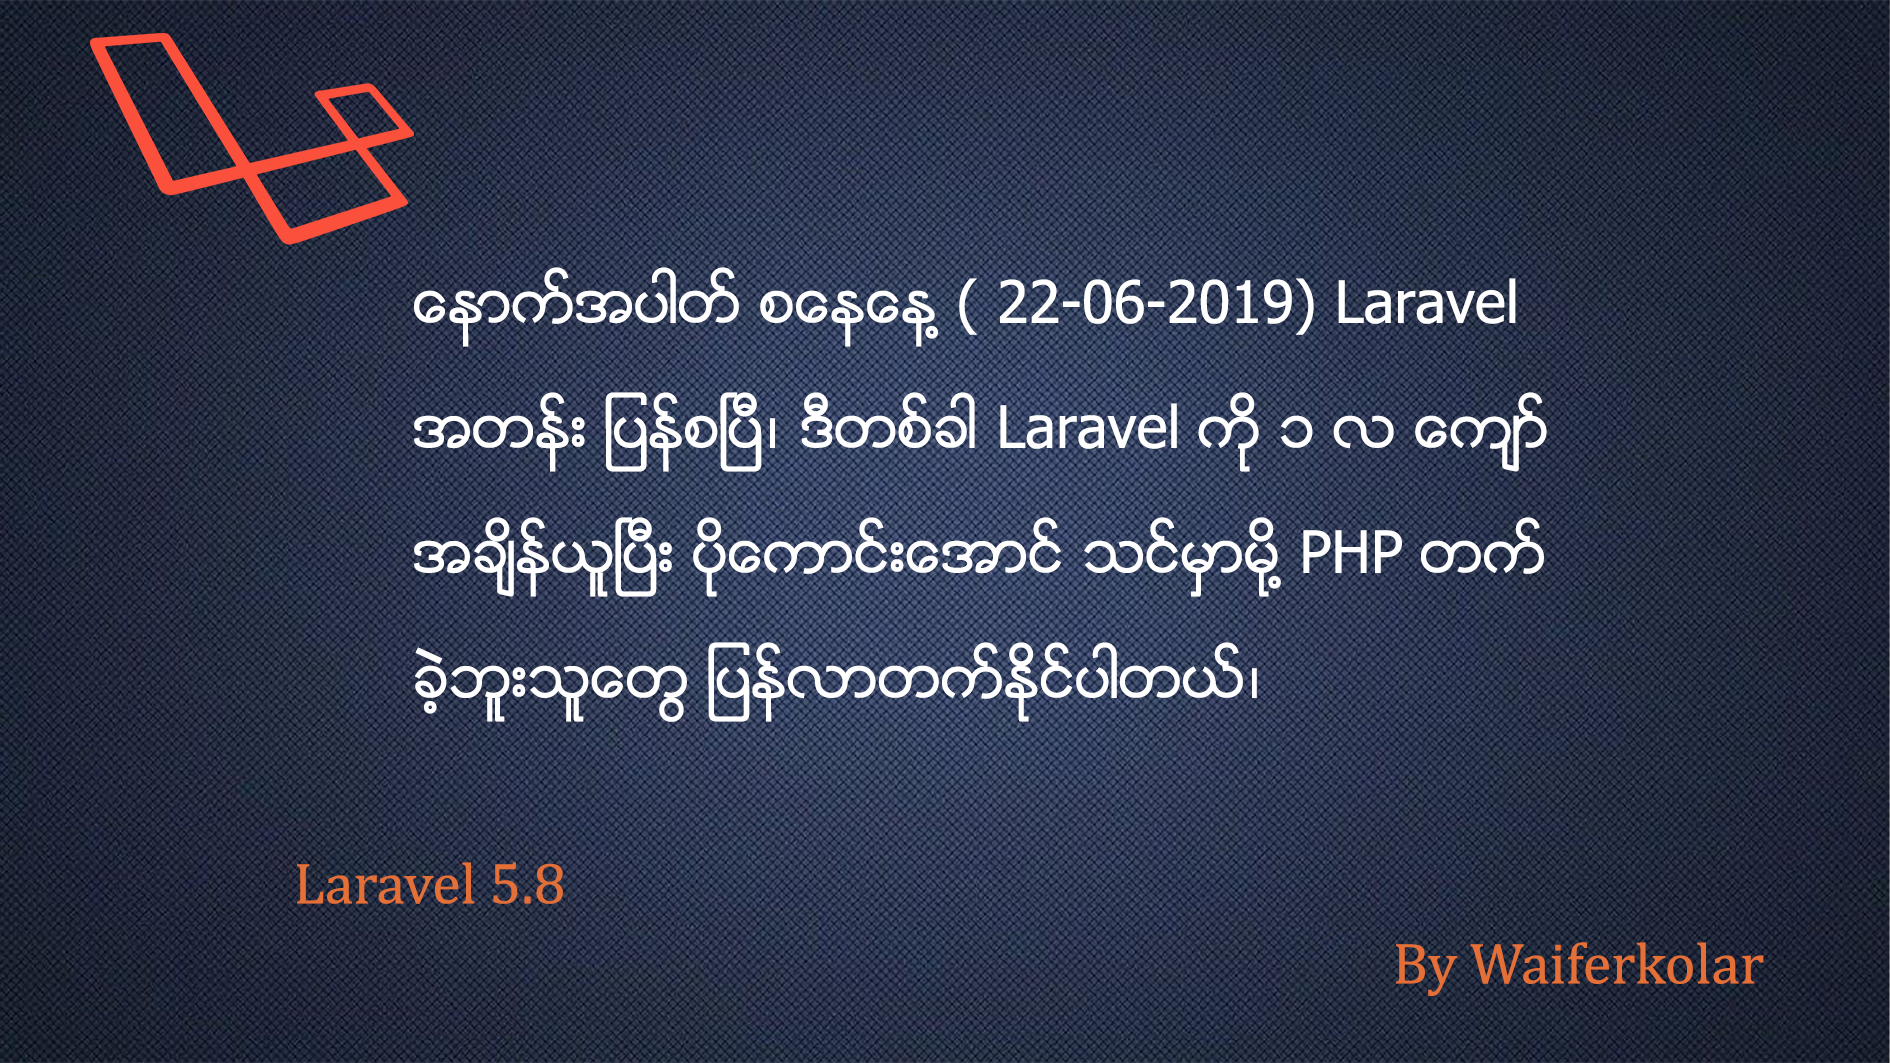 နောက်အပါတ် စနေနေ့ ( 22-06-2019) Laravel
အတန်း ပြန်စပြီ၊ ဒီတစ်ခါ Laravel ကို ၁ လ ကျော်
အချိန်ယူပြီး ပိုကောင်းအောင် သင်မှာမို့ PHP တက်
ခဲ့ဘူးသူတွေ ပြန်လာတက်နိုင်ပါတယ်၊
Laravel 5.8
By Waiferkolar